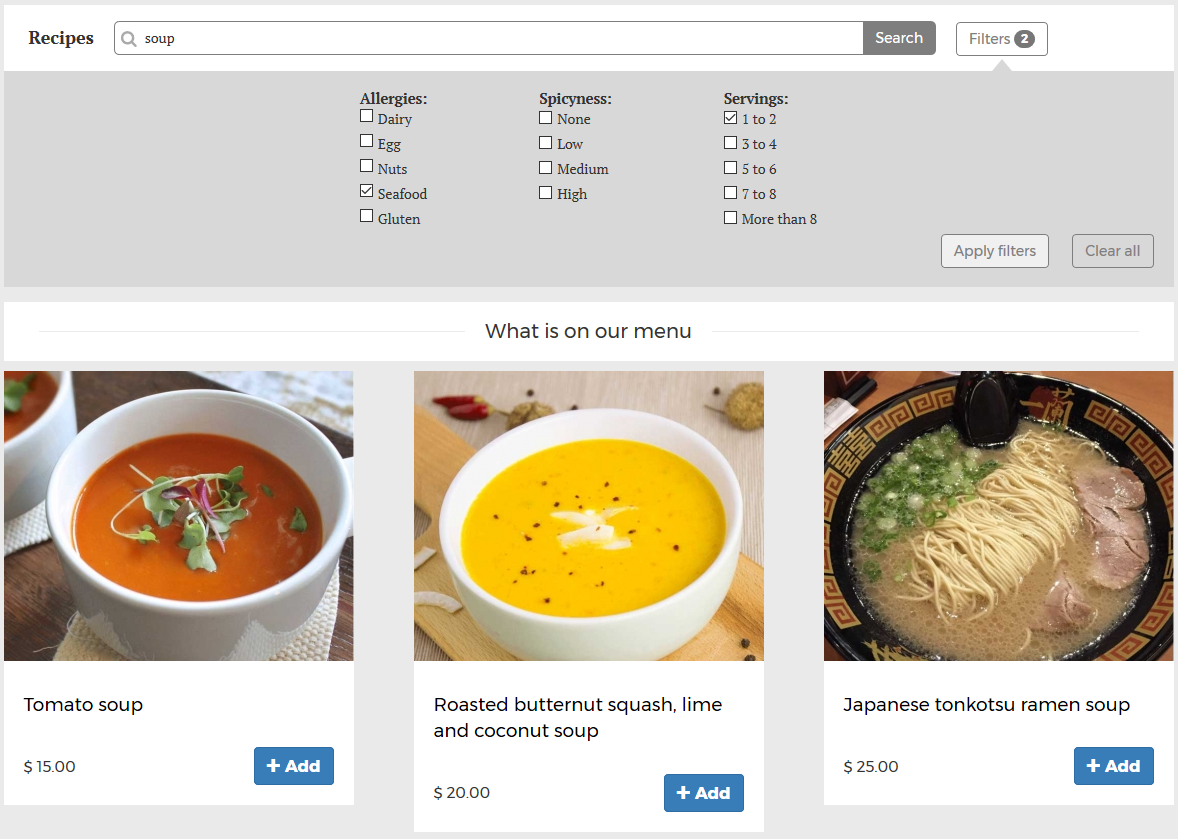 Recipes
soup
Search
Filters 2
Allergies:
Dairy
Egg
Nuts
Seafood
Gluten
Spicyness:
None
Low
Medium
High
Servings:
1 to 2
3 to 4
5 to 6
7 to 8
More than 8
Apply filters
Clear all
What is on our menu
Tomato soup
$ 15.00
+ Add
Roasted butternut squash, lime
and coconut soup
$ 20.00
+ Add
Japanese tonkotsu ramen soup
$ 25.00
+ Add